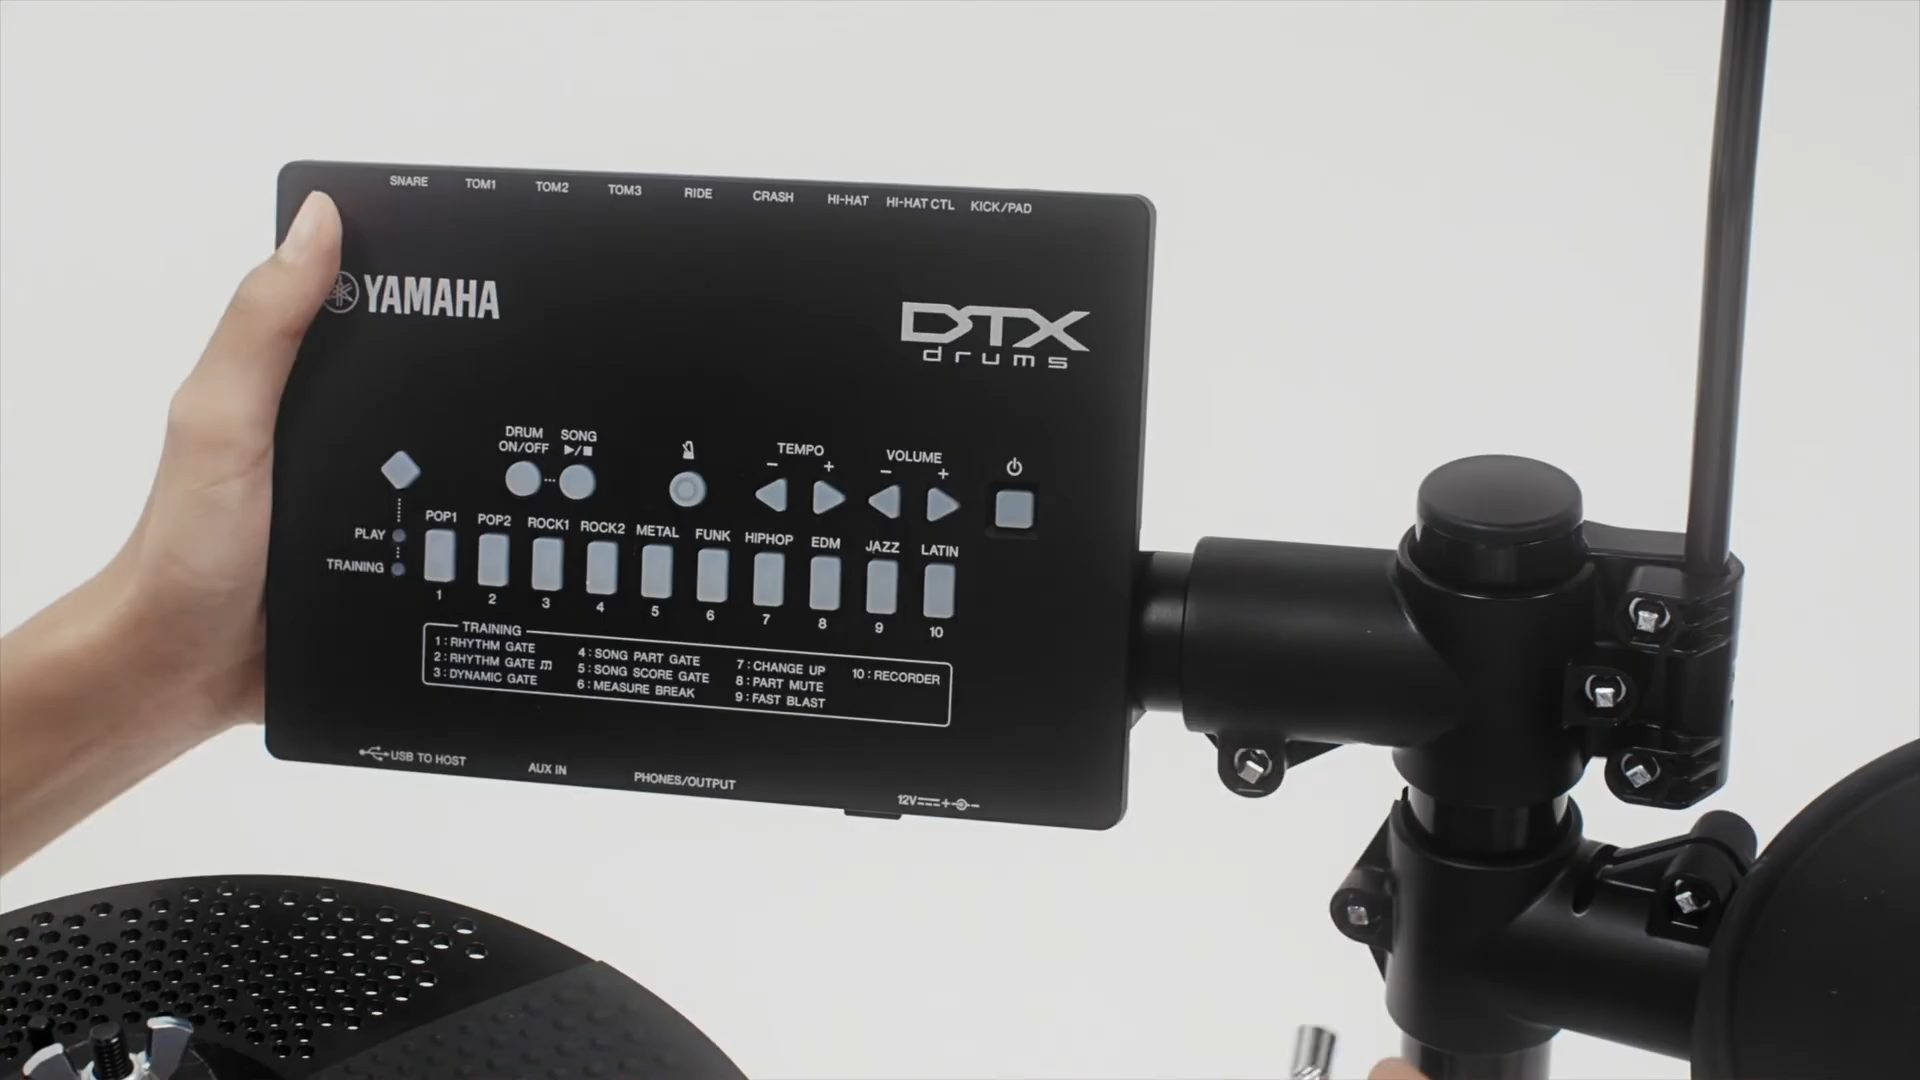 SNARE TOM1 TOM2 TOM3 RIDE CRASH HI-HAT HI-HAT CTL KICK/PAD
YAMAHA
DTX
drums
DRUM ON/OFF
SONG ▶/■
TEMPO
- +
VOLUME
- +
POP1 POP2 ROCK1 ROCK2 METAL FUNK HIPHOP EDM JAZZ LATIN
PLAY
TRAINING
1 2 3 4 5 6 7 8 9 10
TRAINING
1 : RHYTHM GATE
2 : RHYTHM GATE
3 : DYNAMIC GATE
4 : SONG PART GATE
5 : SONG SCORE GATE
6 : MEASURE BREAK
7 : CHANGE UP
8 : PART MUTE
9 : FAST BLAST
10 : RECORDER
USB TO HOST
AUX IN
PHONES/OUTPUT
12V